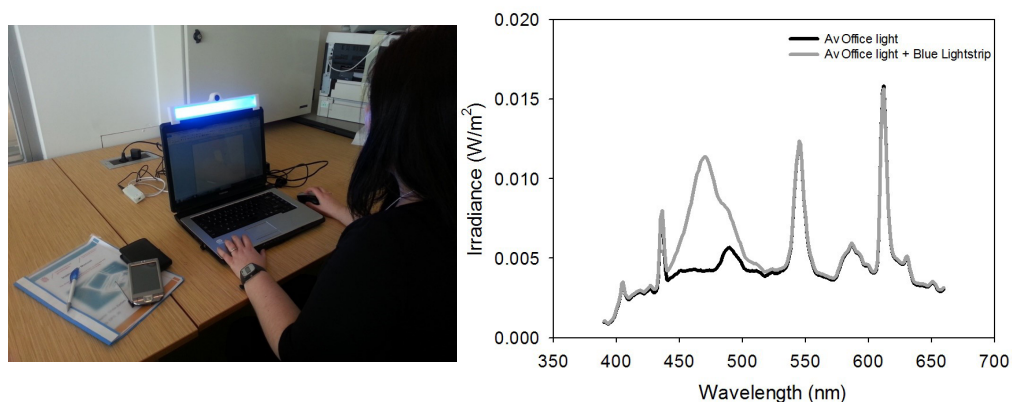 0.020
0.015
0.010
0.005
0.000
Irradiance (W/m²)
Av Office light
Av Office light + Blue Lightstrip
350 400 450 500 550 600 650 700
Wavelength (nm)